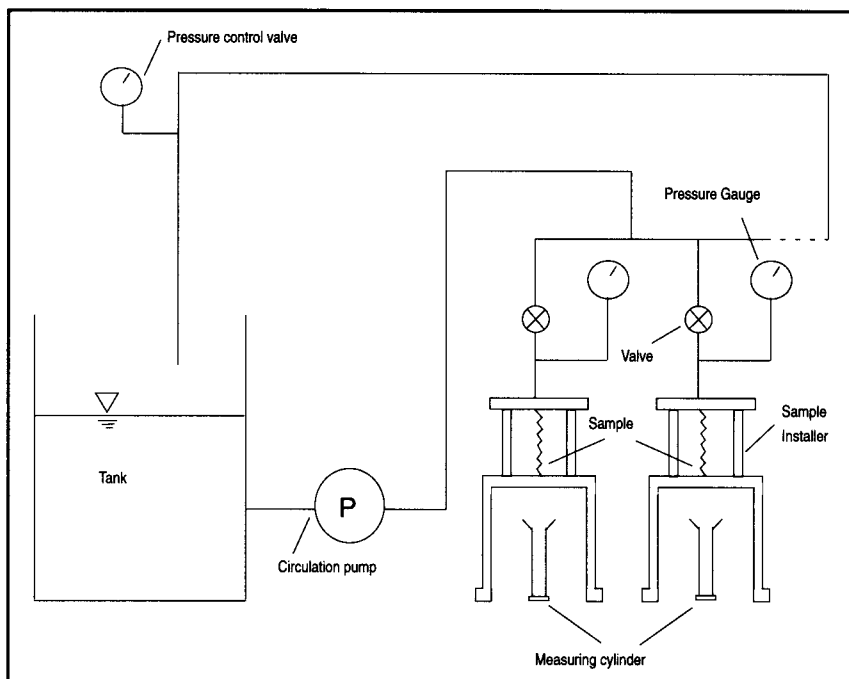 Pressure control valve
Pressure Gauge
Valve
Sample
Sample
Installer
Tank
P
Circulation pump
Measuring cylinder